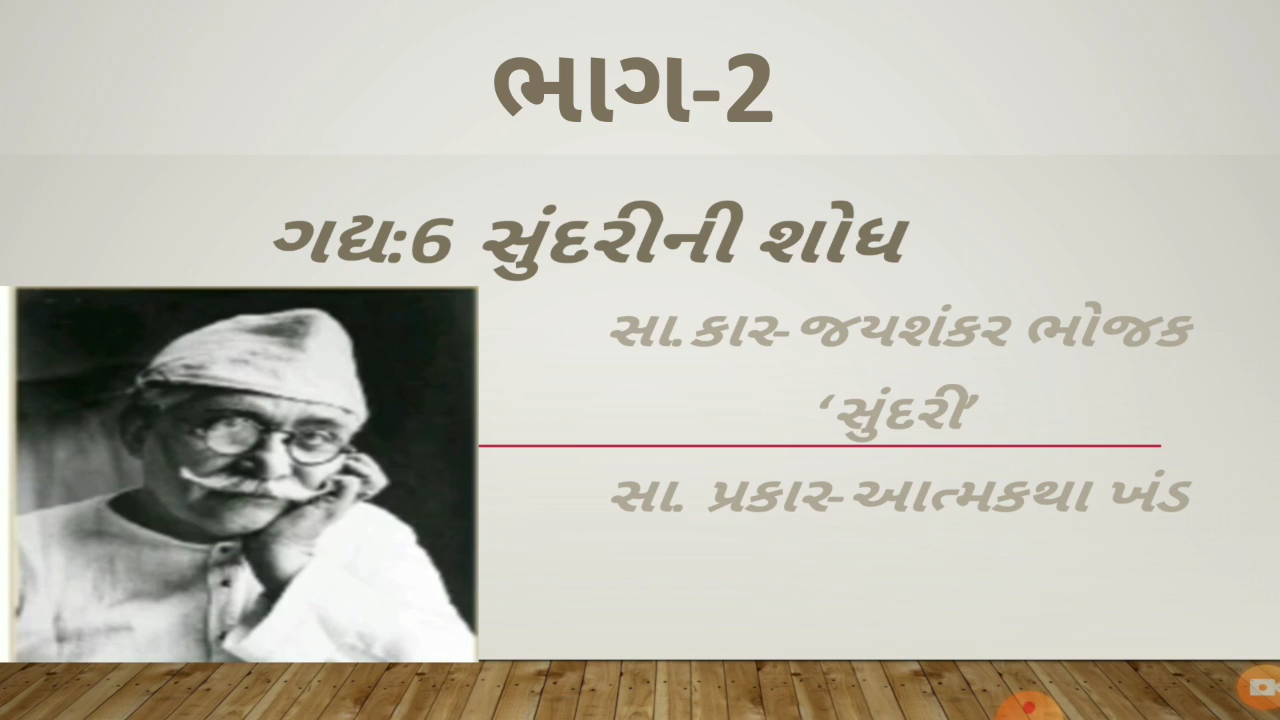 ભાગ-2
ગદ્ય:6 સુંદરીની શોધ
સા.કાર-જયશંકર ભોજક
‘સુંદરી’
સા. પ્રકાર-આત્મકથા ખંડ